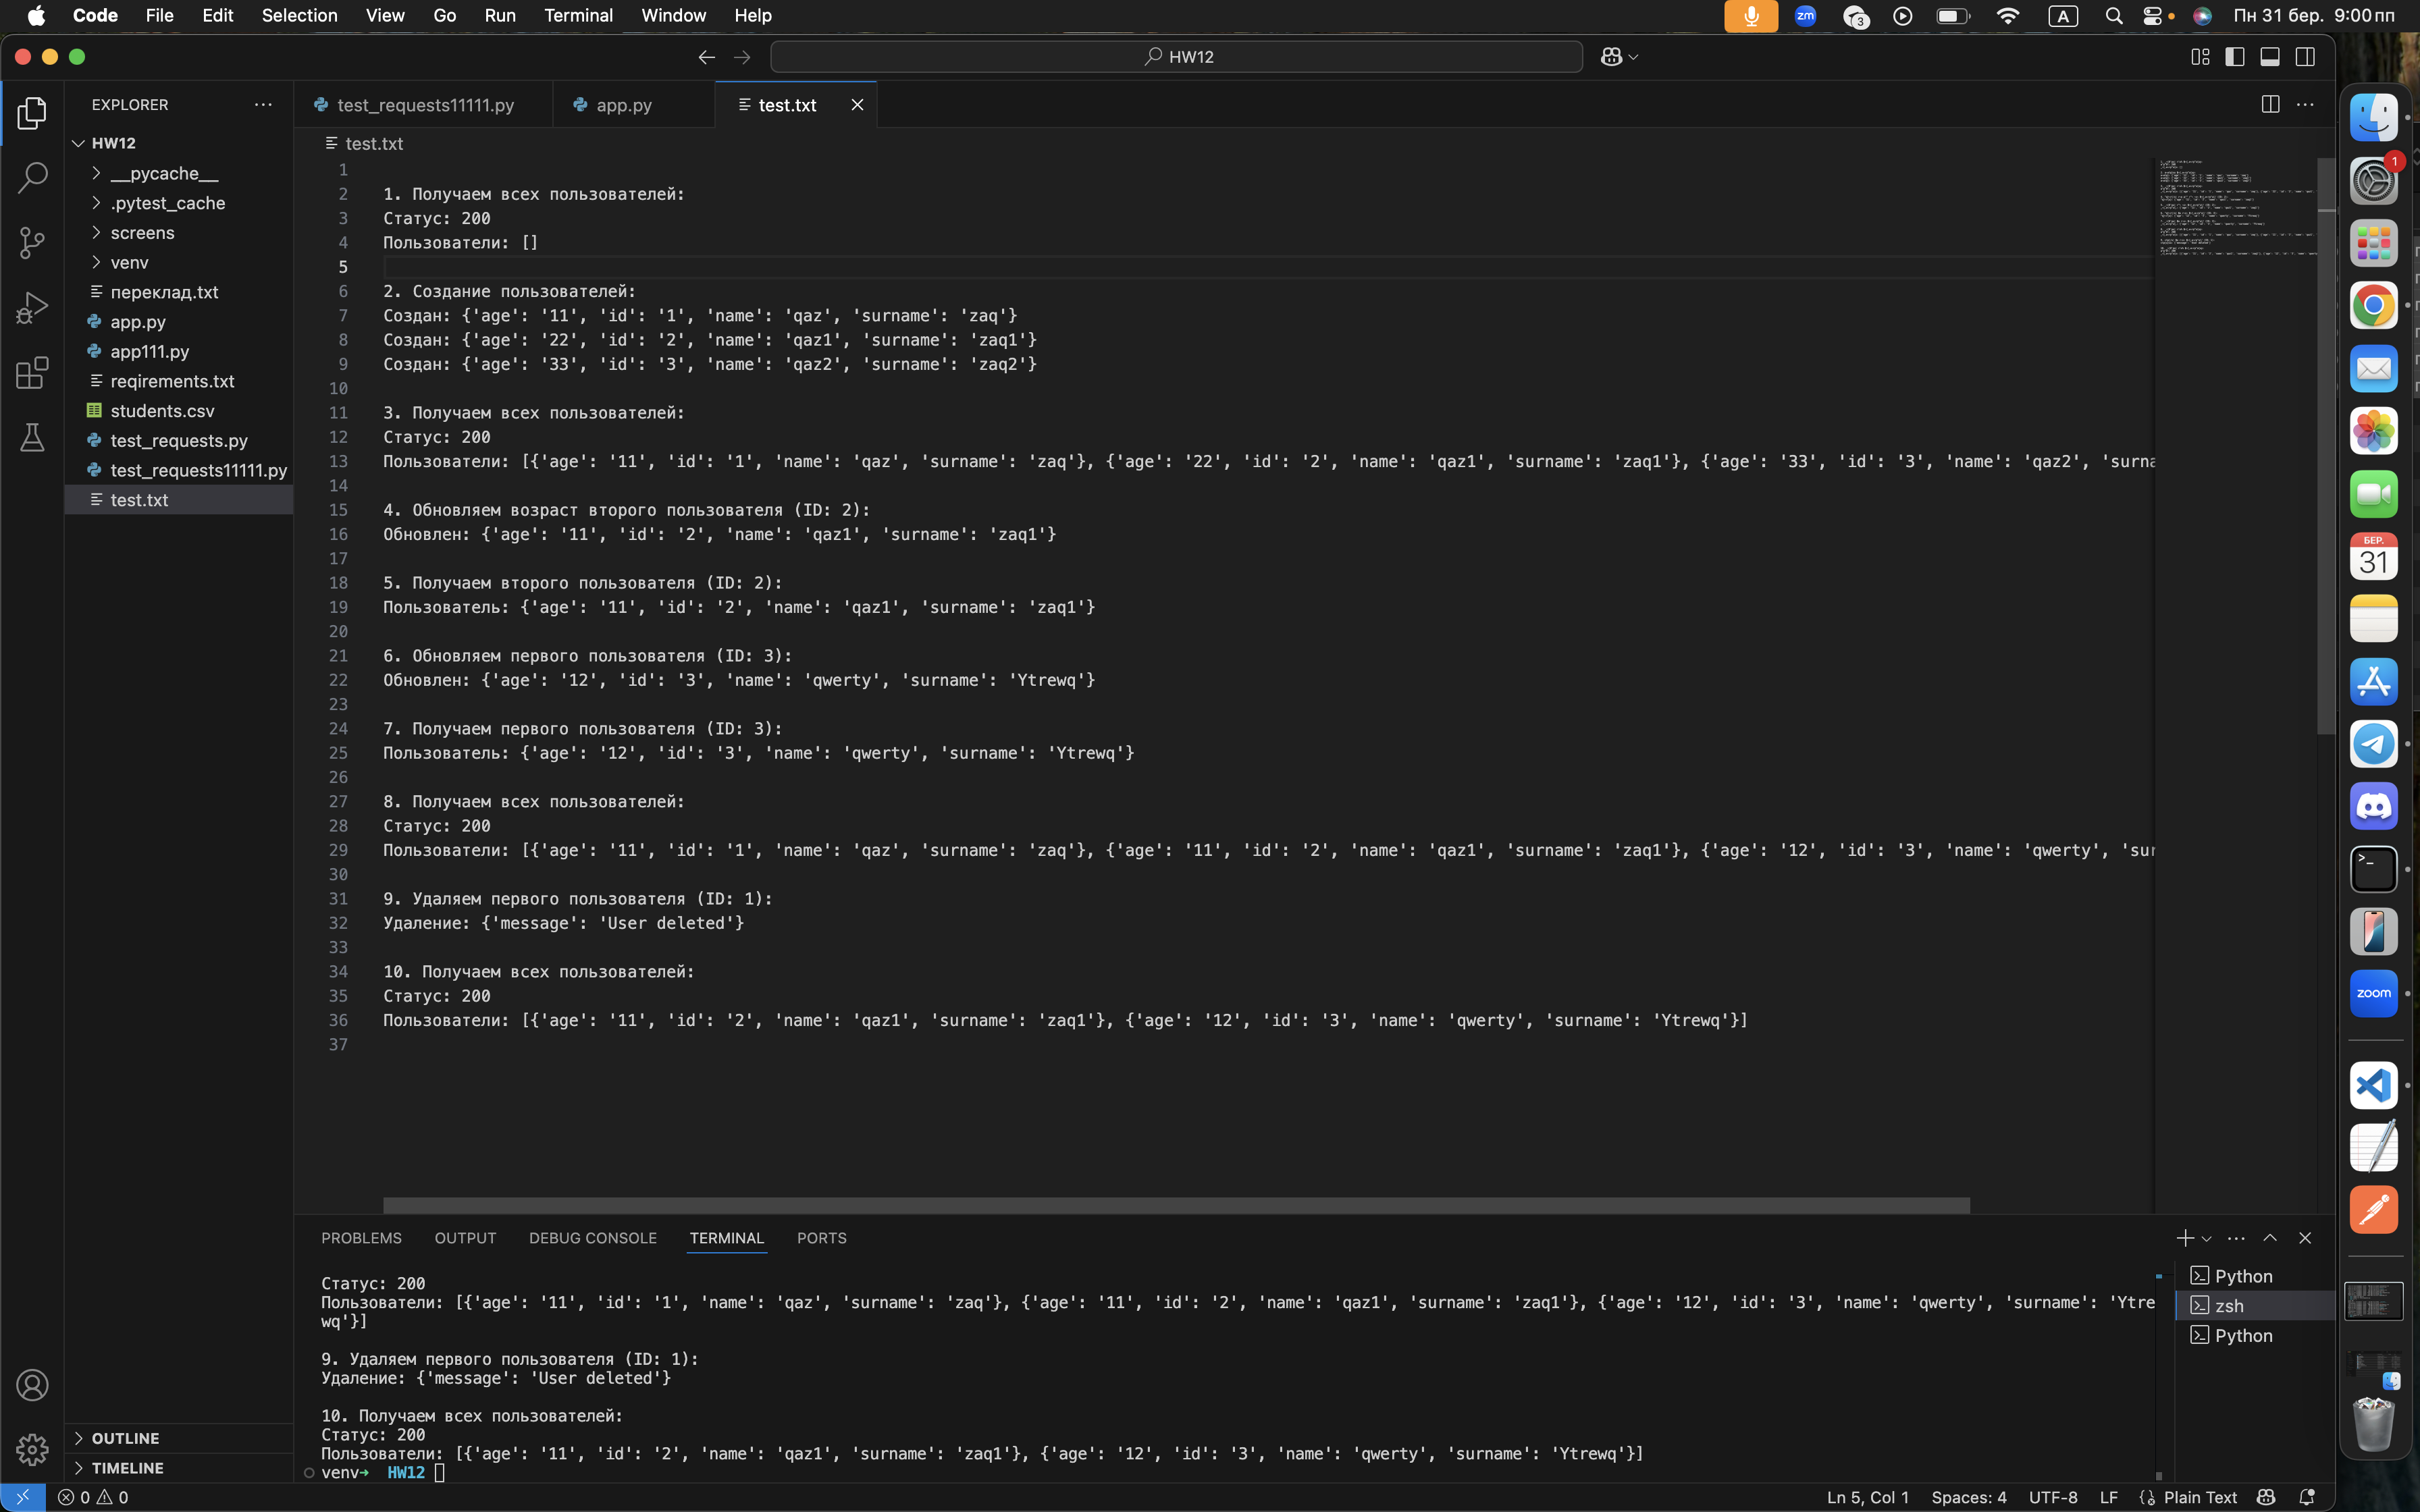 Code File Edit Selection View Go Run Terminal Window Help
zm 3 A Пн 31 бер. 9:00 пп
HW12
EXPLORER
test_requests11111.py app.py test.txt
HW12
__pycache__
.pytest_cache
screens
venv
переклад.txt
app.py
app111.py
reqirements.txt
students.csv
test_requests.py
test_requests11111.py
test.txt
OUTLINE
TIMELINE
test.txt
1
2 1. Получаем всех пользователей:
3 Статус: 200
4 Пользователи: []
5
6 2. Создание пользователей:
7 Создан: {'age': '11', 'id': '1', 'name': 'qaz', 'surname': 'zaq'}
8 Создан: {'age': '22', 'id': '2', 'name': 'qaz1', 'surname': 'zaq1'}
9 Создан: {'age': '33', 'id': '3', 'name': 'qaz2', 'surname': 'zaq2'}
10
11 3. Получаем всех пользователей:
12 Статус: 200
13 Пользователи: [{'age': '11', 'id': '1', 'name': 'qaz', 'surname': 'zaq'}, {'age': '22', 'id': '2', 'name': 'qaz1', 'surname': 'zaq1'}, {'age': '33', 'id': '3', 'name': 'qaz2', 'surna
14
15 4. Обновляем возраст второго пользователя (ID: 2):
16 Обновлен: {'age': '11', 'id': '2', 'name': 'qaz1', 'surname': 'zaq1'}
17
18 5. Получаем второго пользователя (ID: 2):
19 Пользователь: {'age': '11', 'id': '2', 'name': 'qaz1', 'surname': 'zaq1'}
20
21 6. Обновляем первого пользователя (ID: 3):
22 Обновлен: {'age': '12', 'id': '3', 'name': 'qwerty', 'surname': 'Ytrewq'}
23
24 7. Получаем первого пользователя (ID: 3):
25 Пользователь: {'age': '12', 'id': '3', 'name': 'qwerty', 'surname': 'Ytrewq'}
26
27 8. Получаем всех пользователей:
28 Статус: 200
29 Пользователи: [{'age': '11', 'id': '1', 'name': 'qaz', 'surname': 'zaq'}, {'age': '11', 'id': '2', 'name': 'qaz1', 'surname': 'zaq1'}, {'age': '12', 'id': '3', 'name': 'qwerty', 'sur
30
31 9. Удаляем первого пользователя (ID: 1):
32 Удаление: {'message': 'User deleted'}
33
34 10. Получаем всех пользователей:
35 Статус: 200
36 Пользователи: [{'age': '11', 'id': '2', 'name': 'qaz1', 'surname': 'zaq1'}, {'age': '12', 'id': '3', 'name': 'qwerty', 'surname': 'Ytrewq'}]
37
PROBLEMS OUTPUT DEBUG CONSOLE TERMINAL PORTS
Статус: 200
Пользователи: [{'age': '11', 'id': '1', 'name': 'qaz', 'surname': 'zaq'}, {'age': '11', 'id': '2', 'name': 'qaz1', 'surname': 'zaq1'}, {'age': '12', 'id': '3', 'name': 'qwerty', 'surname': 'Ytre
wq'}]
9. Удаляем первого пользователя (ID: 1):
Удаление: {'message': 'User deleted'}
10. Получаем всех пользователей:
Статус: 200
Пользователи: [{'age': '11', 'id': '2', 'name': 'qaz1', 'surname': 'zaq1'}, {'age': '12', 'id': '3', 'name': 'qwerty', 'surname': 'Ytrewq'}]
venv➜ HW12
Python
zsh
Python
0 0
Ln 5, Col 1 Spaces: 4 UTF-8 LF Plain Text
1
БЕР.
31
zoom